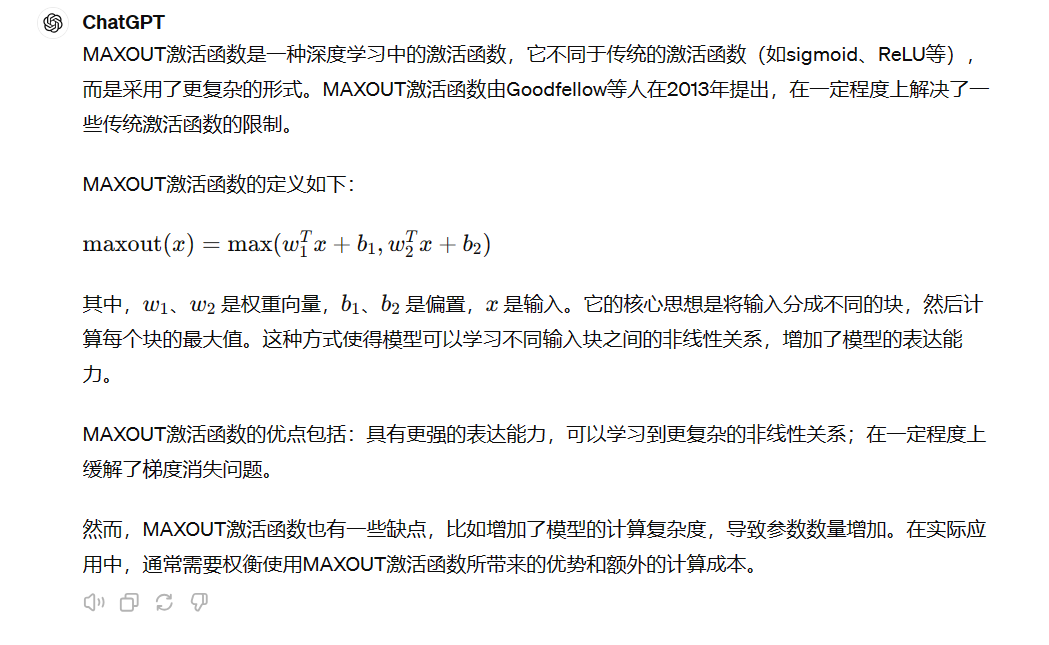 ChatGPT
MAXOUT激活函数是一种深度学习中的激活函数，它不同于传统的激活函数（如sigmoid、ReLU等），
而是采用了更复杂的形式。MAXOUT激活函数由Goodfellow等人在2013年提出，在一定程度上解决了一
些传统激活函数的限制。
MAXOUT激活函数的定义如下：
maxout(x) = max(w₁ᵀx + b₁, w₂ᵀx + b₂)
其中，w₁、w₂ 是权重向量，b₁、b₂ 是偏置，x 是输入。它的核心思想是将输入分成不同的块，然后计
算每个块的最大值。这种方式使得模型可以学习不同输入块之间的非线性关系，增加了模型的表达能
力。
MAXOUT激活函数的优点包括：具有更强的表达能力，可以学习到更复杂的非线性关系；在一定程度上
缓解了梯度消失问题。
然而，MAXOUT激活函数也有一些缺点，比如增加了模型的计算复杂度，导致参数数量增加。在实际应
用中，通常需要权衡使用MAXOUT激活函数所带来的优势和额外的计算成本。